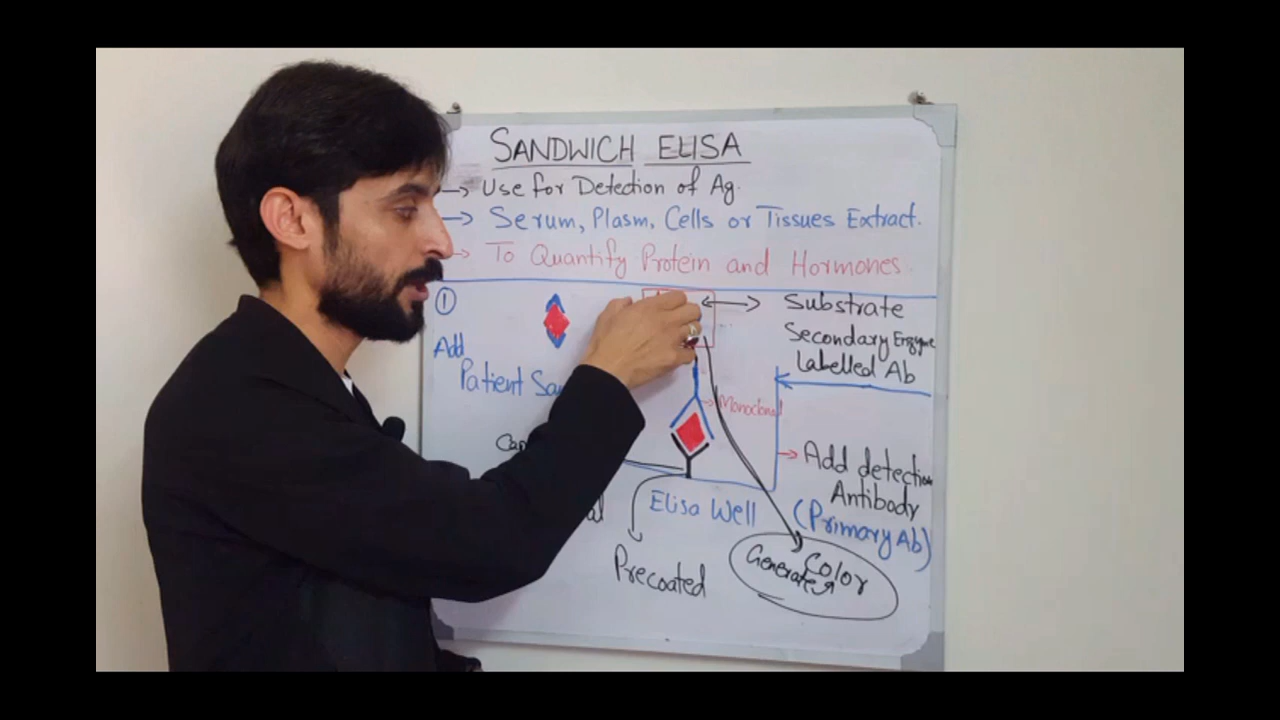 SANDWICH ELISA
→ Use for Detection of Ag.
→ Serum, Plasm, Cells or Tissues Extract.
→ To Quantify Protein and Hormones.
①
Add
Patient
Substrate
Secondary Enzyme
Labelled Ab
→ Monoclonal
→ Add detection
Antibody
(Primary Ab)
Elisa Well
Precoated
Color
Generate